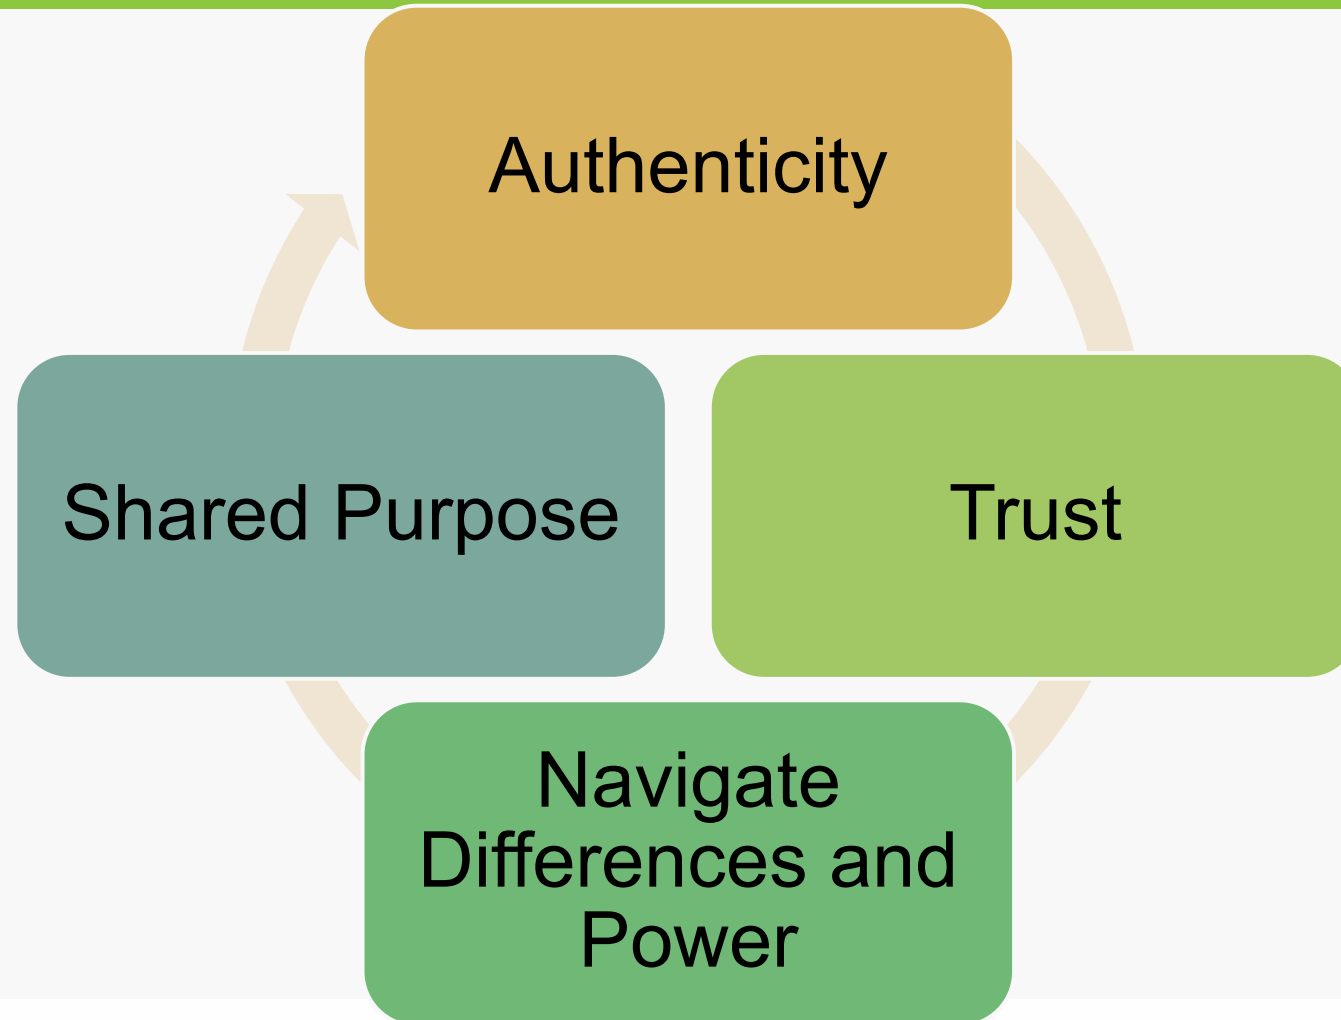 Authenticity
Shared Purpose
Trust
Navigate
Differences and
Power